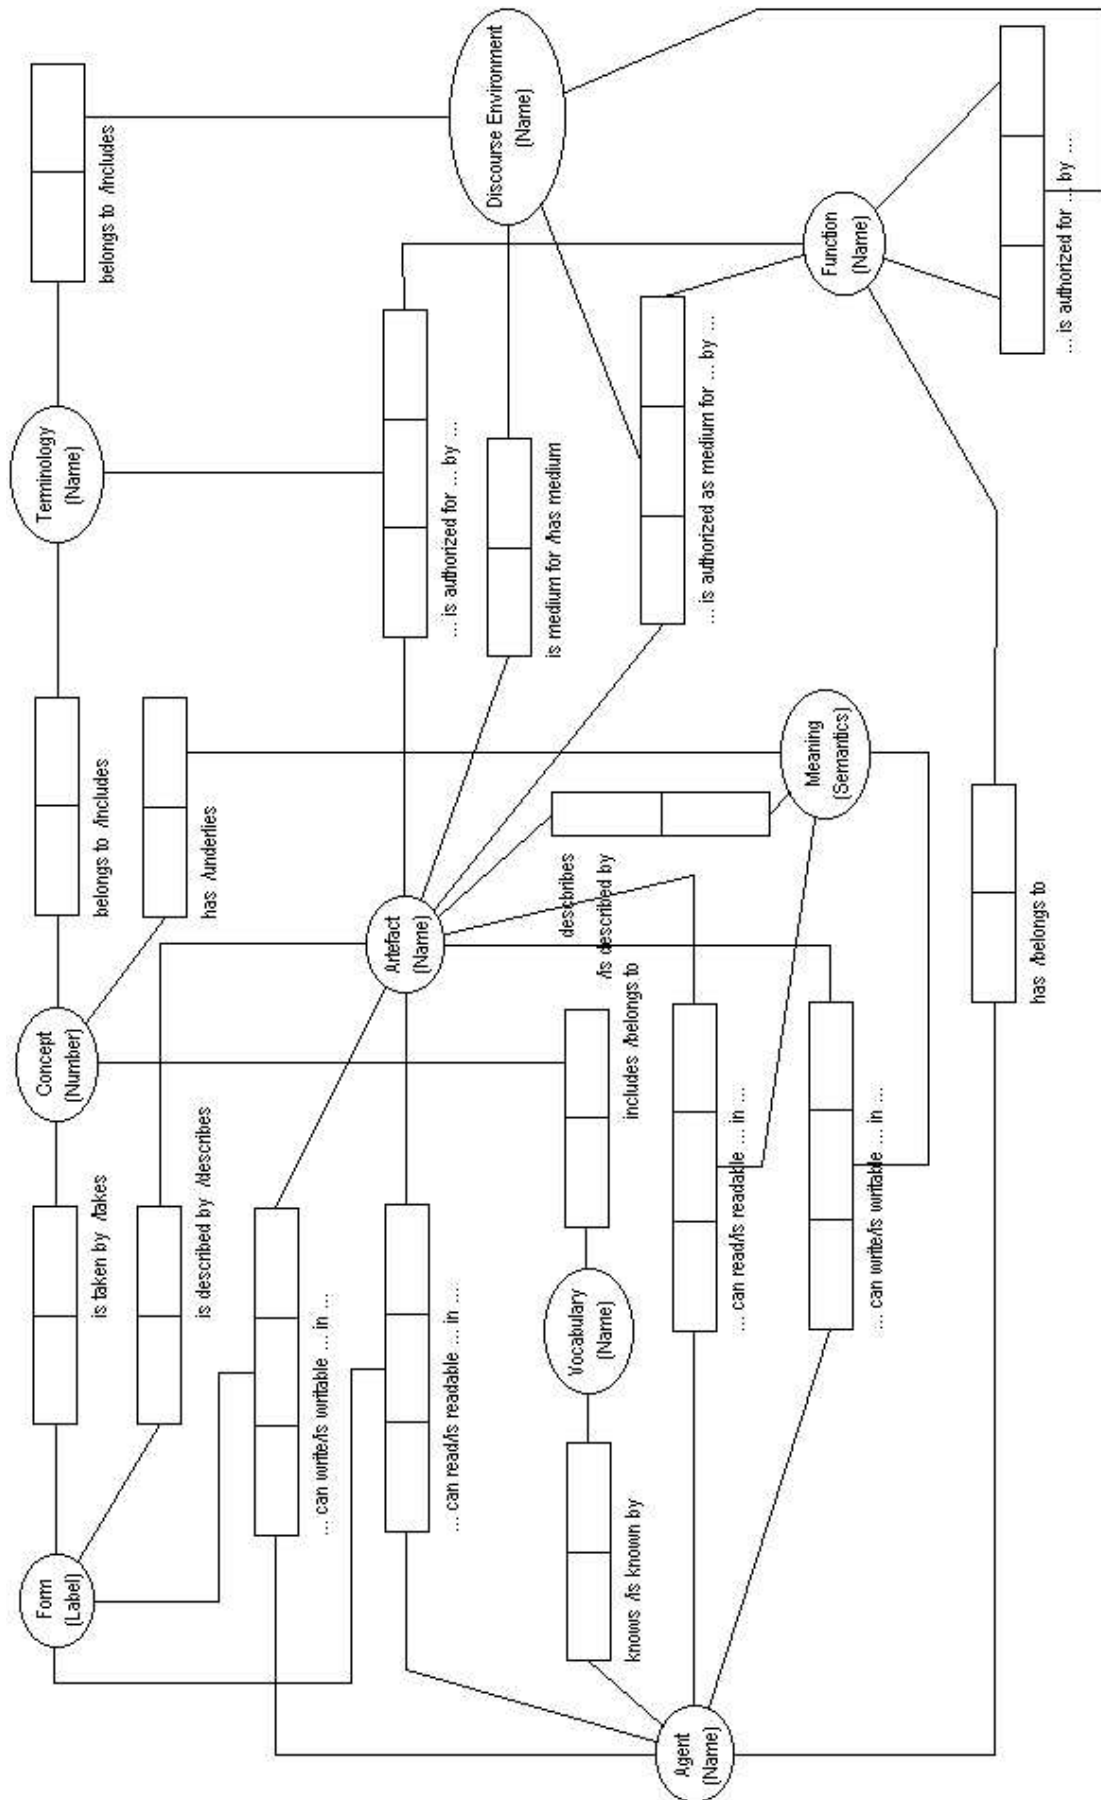 Form
(Label)
Concept
(Number)
Terminology
(Name)
is taken by /takes
belongs to /includes
belongs to /includes
is described by /describes
has /underlies
... can write/is writable ... in ...
Artefact
(Name)
... can read/is readable ... in ...
... is authorized for ... by ...
Discourse Environment
(Name)
is medium for /has medium
descbribes
/is described by
Vocabulary
(Name)
knows /is known by
includes /belongs to
Agent
(Name)
... is authorized as medium for ... by ...
... can read/is readable ... in ...
Meaning
(Semantics)
Function
(Name)
... can write/is writable ... in ...
has /belongs to
... is authorized for ... by ...